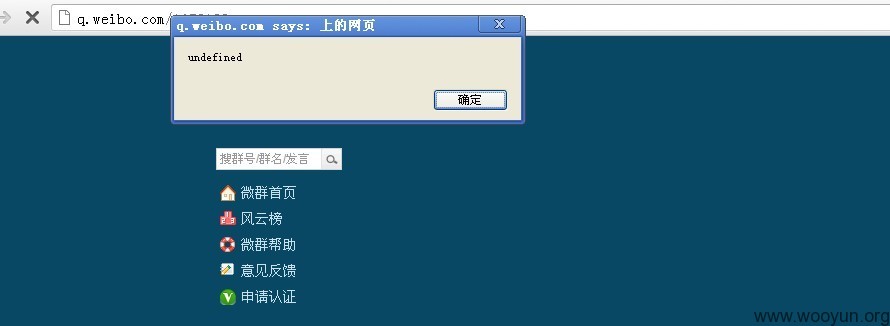 q.weibo.com/
q.weibo.com says: 上的网页
undefined
确定
搜群号/群名/发言
微群首页
风云榜
微群帮助
意见反馈
申请认证
www.wooyun.org